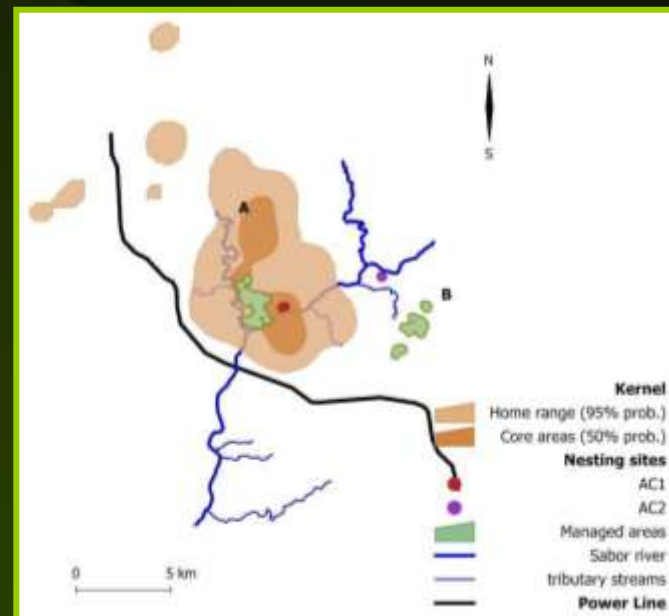 N
S
A
B
Kernel
Home range (95% prob.)
Core areas (50% prob.)
Nesting sites
AC1
AC2
Managed areas
Sabor river
tributary streams
Power Line
0 5 km